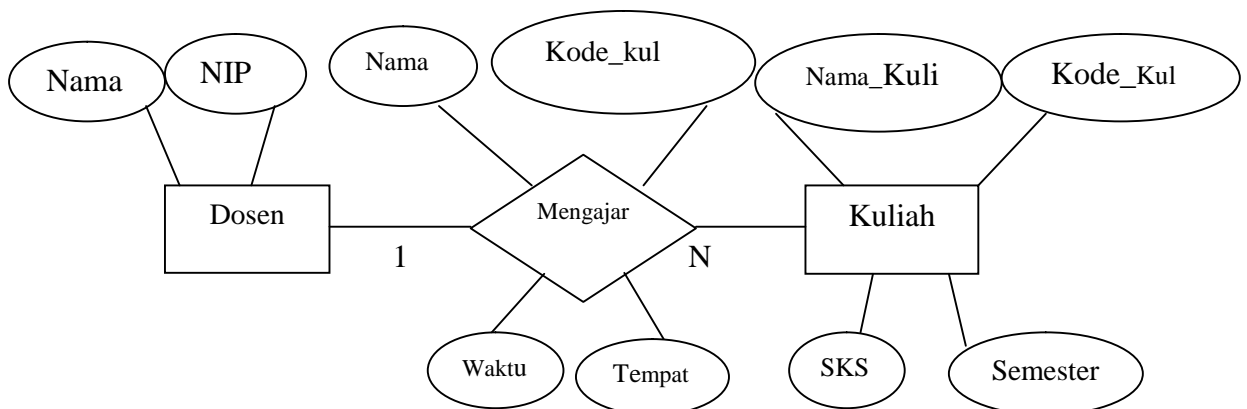 Nama
NIP
Nama
Kode_kul
Nama_Kuli
Kode_Kul
Dosen
1
Mengajar
N
Kuliah
Waktu
Tempat
SKS
Semester